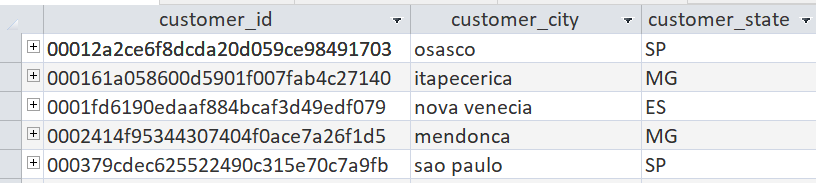 customer_id customer_city customer_state
00012a2ce6f8dcda20d059ce98491703 osasco SP
000161a058600d5901f007fab4c27140 itapecerica MG
0001fd6190edaaf884bcaf3d49edf079 nova venecia ES
0002414f95344307404f0ace7a26f1d5 mendonca MG
000379cdec625522490c315e70c7a9fb sao paulo SP